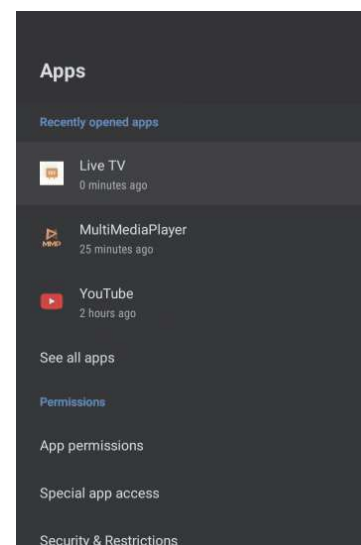 Apps
Recently opened apps
Live TV
0 minutes ago
MMP
MultiMediaPlayer
25 minutes ago
YouTube
2 hours ago
See all apps
Permissions
App permissions
Special app access
Security & Restrictions